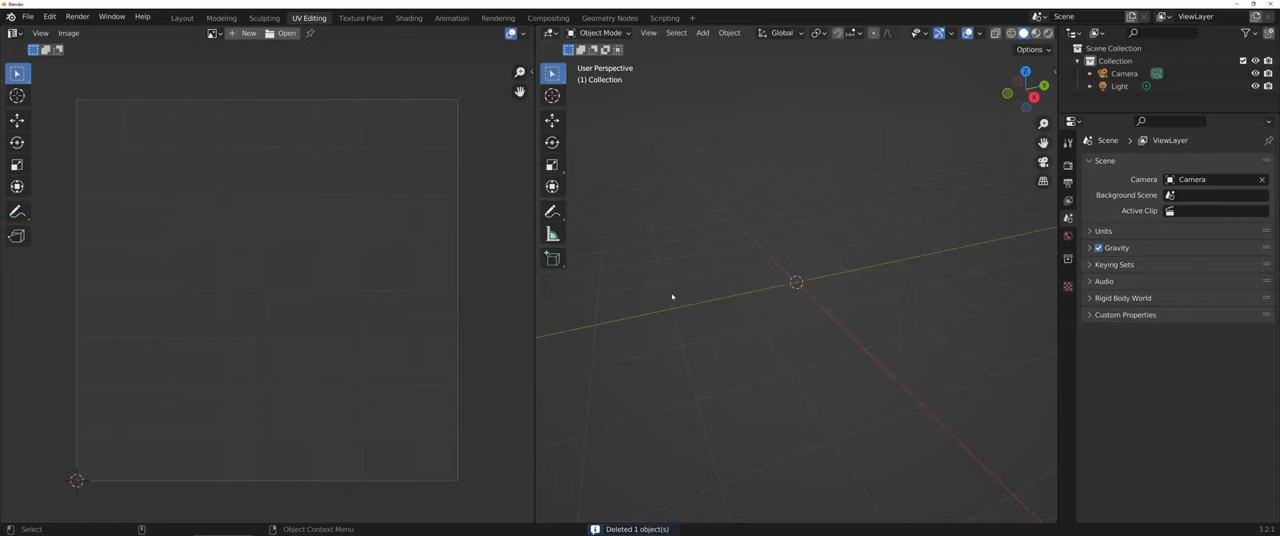 Blender
File Edit Render Window Help Layout Modeling Sculpting UV Editing Texture Paint Shading Animation Rendering Compositing Geometry Nodes Scripting + Scene ViewLayer
View Image New Open
Object Mode View Select Add Object Global
Options
User Perspective
(1) Collection
Z
Y
X
Scene Collection
Collection
Camera
Light
Scene ViewLayer
Scene
Camera Camera
Background Scene
Active Clip
Units
Gravity
Keying Sets
Audio
Rigid Body World
Custom Properties
Select Object Context Menu Deleted 1 object(s) 3.2.1